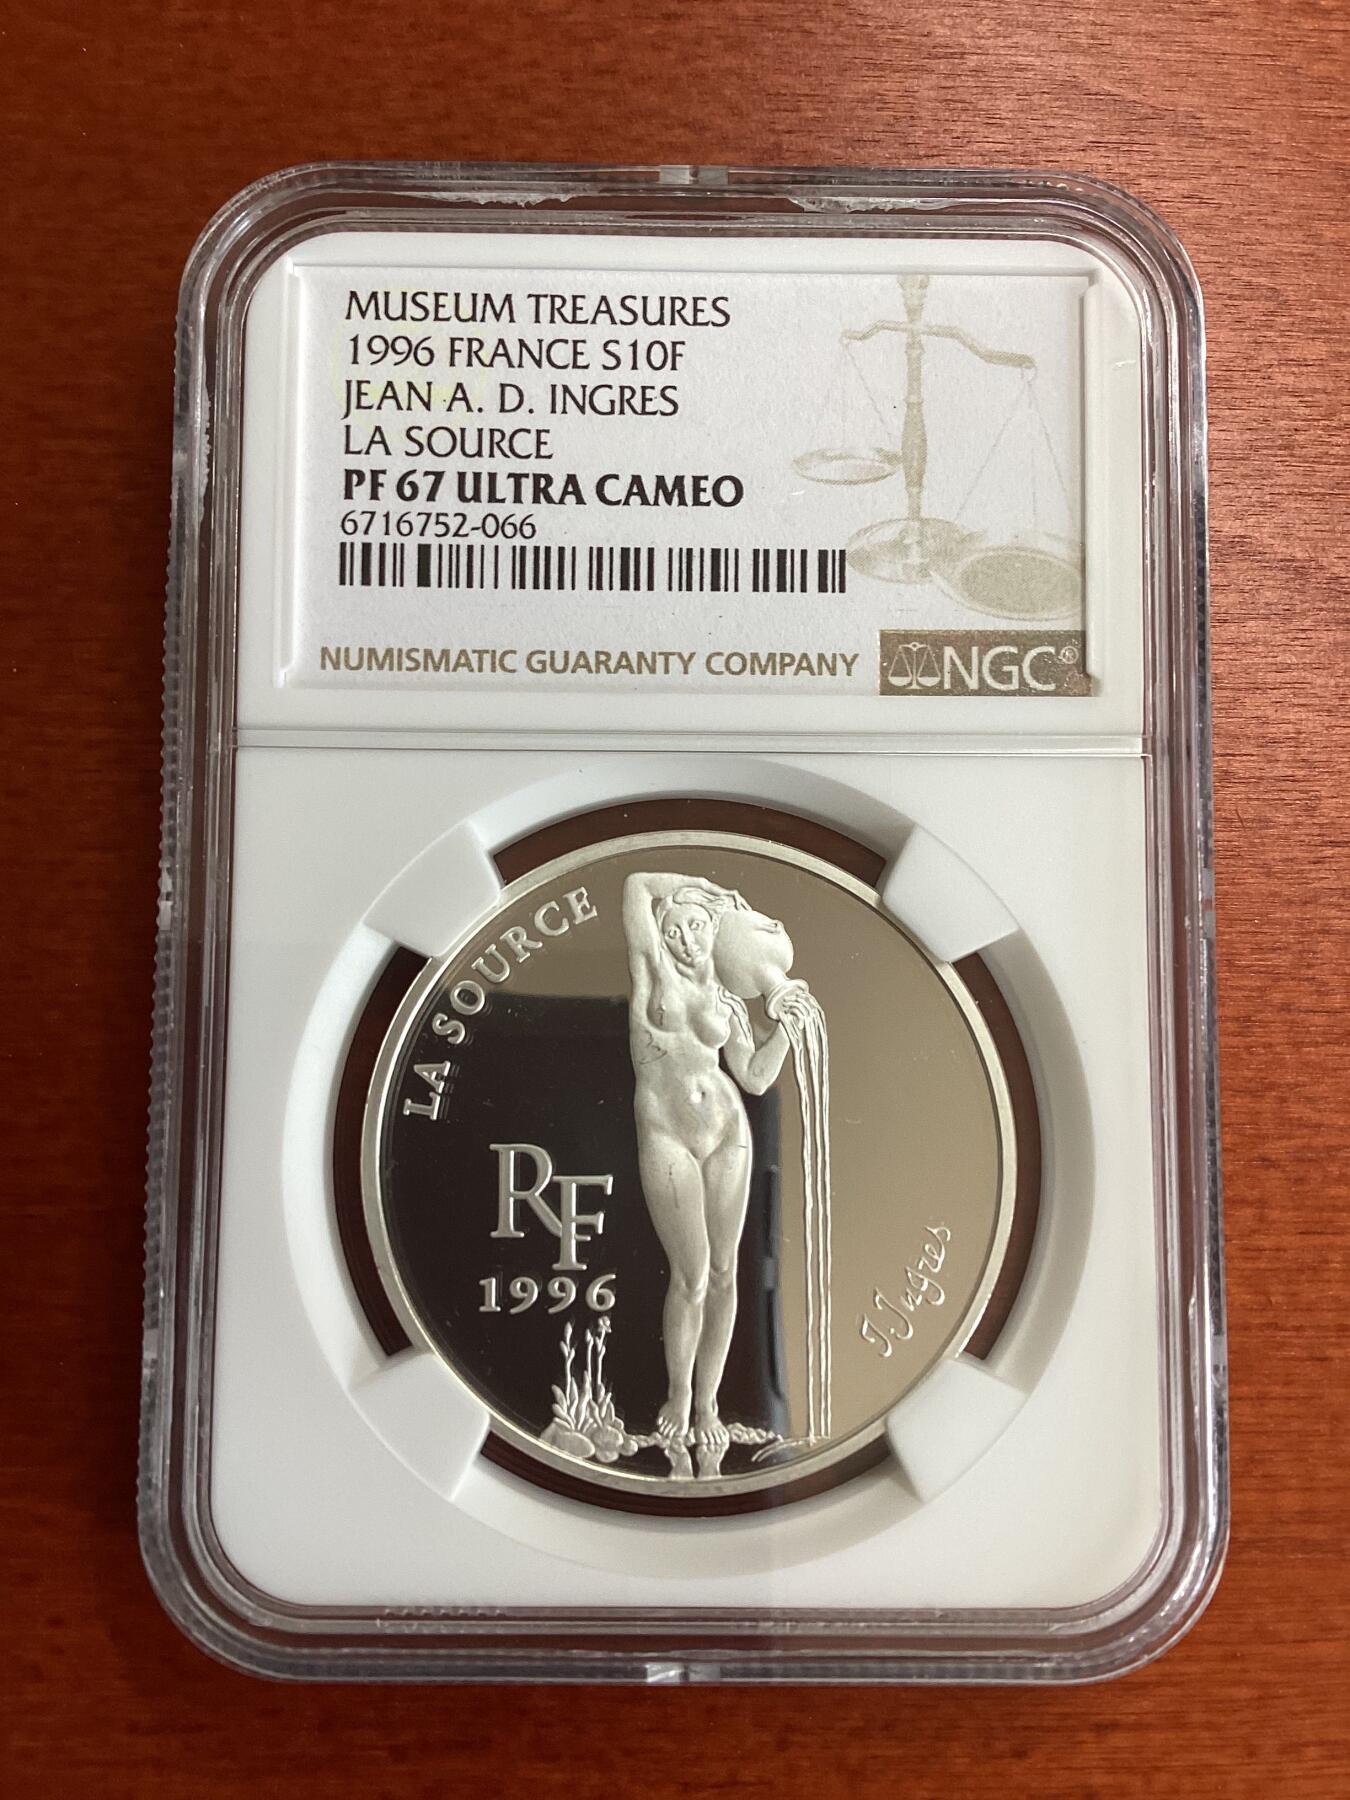 MUSEUM TREASURES
1996 FRANCE S10F
JEAN A. D. INGRES
LA SOURCE
PF 67 ULTRA CAMEO
6716752-066
NUMISMATIC GUARANTY COMPANY
NGC®
LA SOURCE
RF
1996
J. Ingres